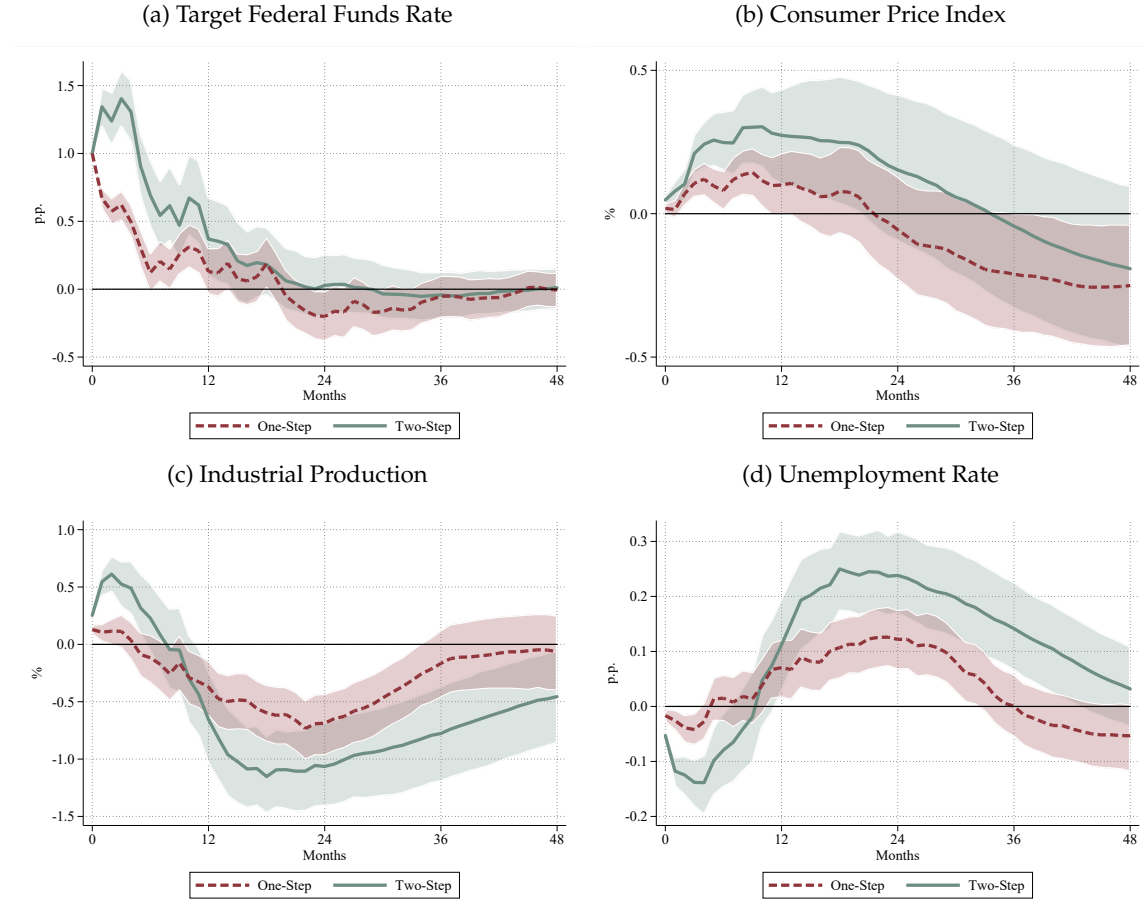 (a) Target Federal Funds Rate
1.5
1.0
0.5
0.0
-0.5
p.p.
0 12 24 36 48
Months
One-Step Two-Step
(b) Consumer Price Index
0.5
0.0
-0.5
%
0 12 24 36 48
Months
One-Step Two-Step
(c) Industrial Production
1.0
0.5
0.0
-0.5
-1.0
-1.5
%
0 12 24 36 48
Months
One-Step Two-Step
(d) Unemployment Rate
0.3
0.2
0.1
0.0
-0.1
-0.2
p.p.
0 12 24 36 48
Months
One-Step Two-Step